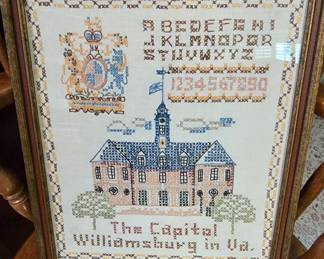 ABCDEFGHI
JKLMNOPQR
STUVWXYZ
1234567890
The Capitol
Williamsburg in Va.